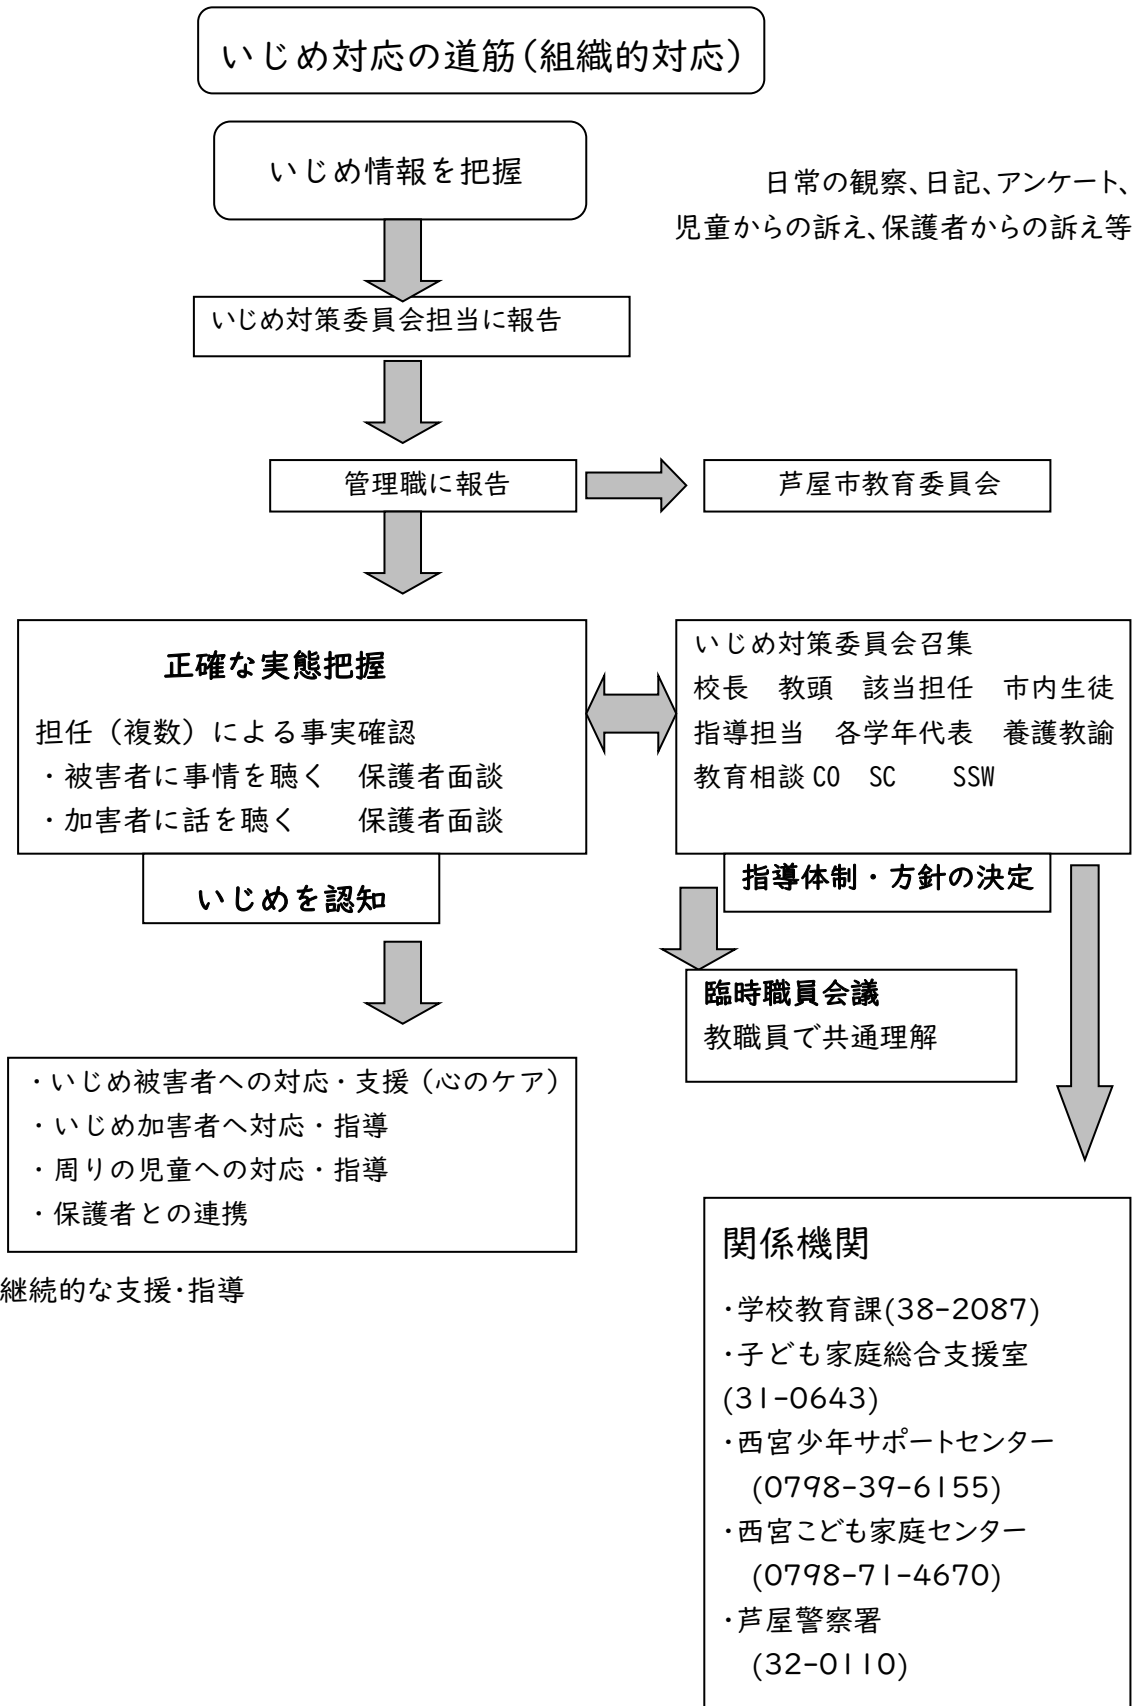 いじめ対応の道筋(組織的対応)
いじめ情報を把握
日常の観察、日記、アンケート、
児童からの訴え、保護者からの訴え等
いじめ対策委員会担当に報告
管理職に報告
芦屋市教育委員会
正確な実態把握
担任（複数）による事実確認
・被害者に事情を聴く　保護者面談
・加害者に話を聴く　　保護者面談
いじめを認知
いじめ対策委員会召集
校長　教頭　該当担任　市内生徒
指導担当　各学年代表　養護教諭
教育相談 CO　SC　　SSW
指導体制・方針の決定
臨時職員会議
教職員で共通理解
・いじめ被害者への対応・支援（心のケア）
・いじめ加害者へ対応・指導
・周りの児童への対応・指導
・保護者との連携
継続的な支援・指導
関係機関
・学校教育課(38-2087)
・子ども家庭総合支援室
(31-0643)
・西宮少年サポートセンター
(0798-39-6155)
・西宮こども家庭センター
(0798-71-4670)
・芦屋警察署
(32-0110)